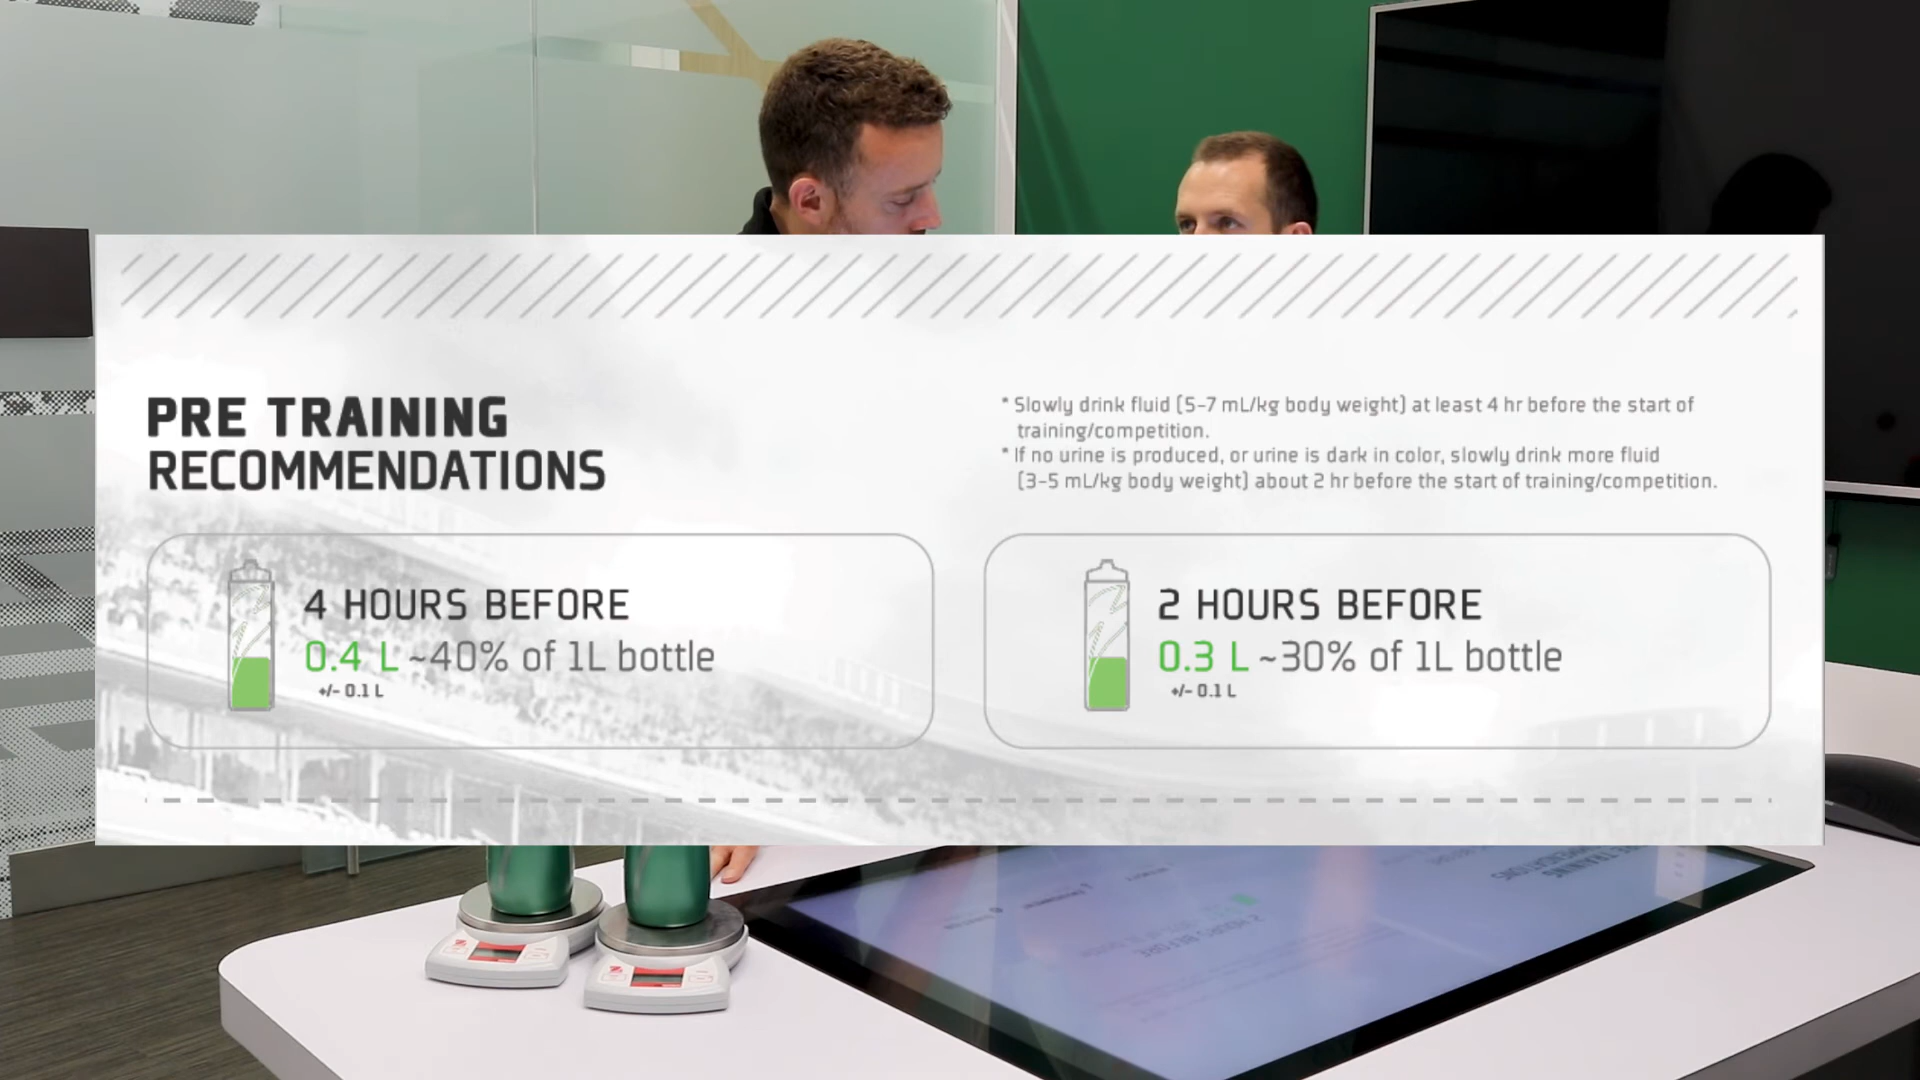 PRE TRAINING
RECOMMENDATIONS
* Slowly drink fluid (5-7 mL/kg body weight) at least 4 hr before the start of
training/competition.
* If no urine is produced, or urine is dark in color, slowly drink more fluid
(3-5 mL/kg body weight) about 2 hr before the start of training/competition.
4 HOURS BEFORE
0.4 L ~40% of 1L bottle
+/- 0.1 L
2 HOURS BEFORE
0.3 L ~30% of 1L bottle
+/- 0.1 L